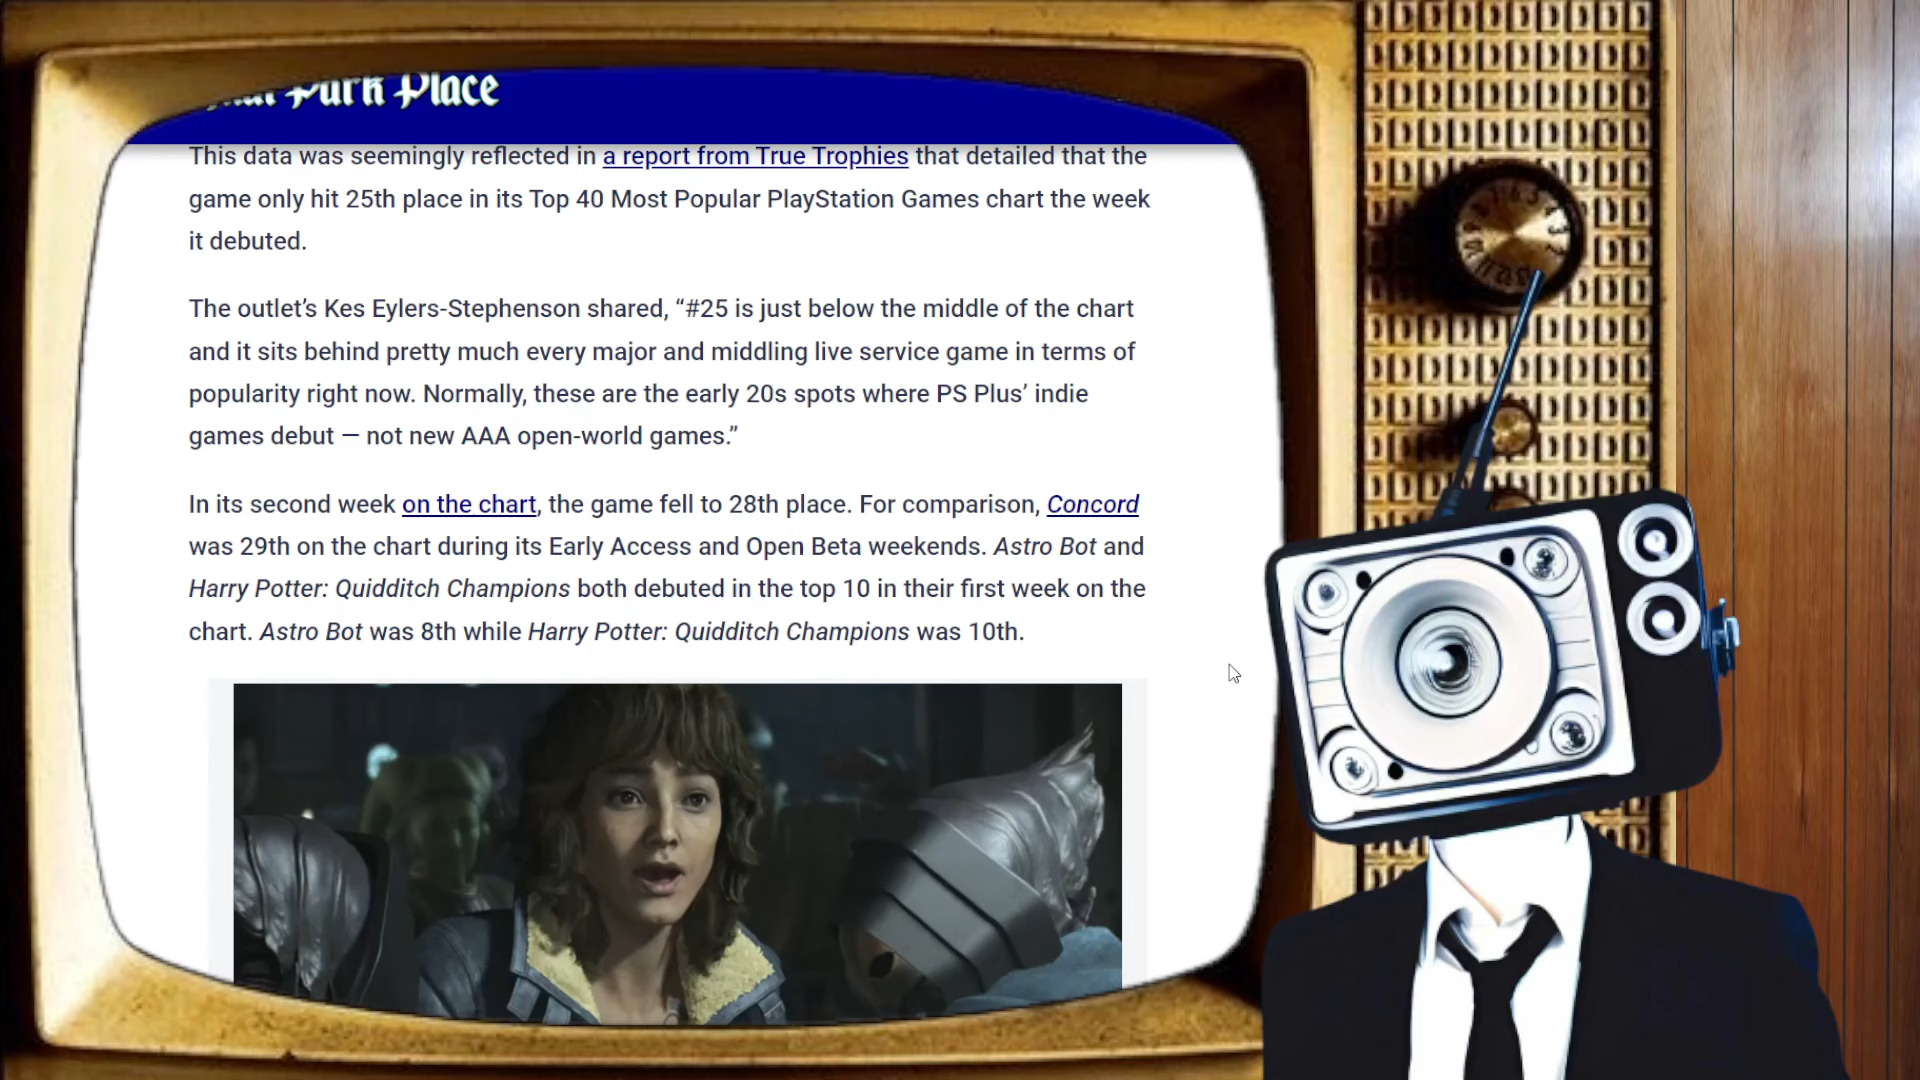 Park Place
This data was seemingly reflected in a report from True Trophies that detailed that the
game only hit 25th place in its Top 40 Most Popular PlayStation Games chart the week
it debuted.
The outlet’s Kes Eylers-Stephenson shared, “#25 is just below the middle of the chart
and it sits behind pretty much every major and middling live service game in terms of
popularity right now. Normally, these are the early 20s spots where PS Plus’ indie
games debut — not new AAA open-world games.”
In its second week on the chart, the game fell to 28th place. For comparison, Concord
was 29th on the chart during its Early Access and Open Beta weekends. Astro Bot and
Harry Potter: Quidditch Champions both debuted in the top 10 in their first week on the
chart. Astro Bot was 8th while Harry Potter: Quidditch Champions was 10th.